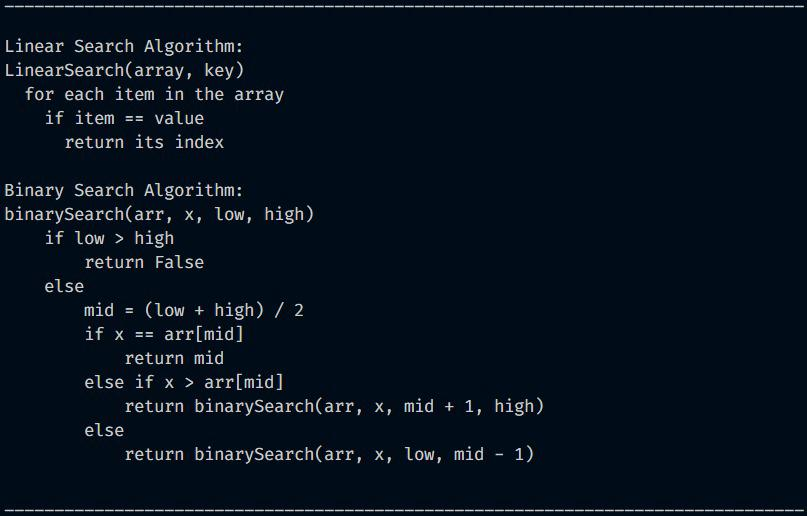 Linear Search Algorithm:
LinearSearch(array, key)
  for each item in the array
    if item == value
      return its index

Binary Search Algorithm:
binarySearch(arr, x, low, high)
    if low > high
        return False
    else
        mid = (low + high) / 2
        if x == arr[mid]
            return mid
        else if x > arr[mid]
            return binarySearch(arr, x, mid + 1, high)
        else
            return binarySearch(arr, x, low, mid - 1)